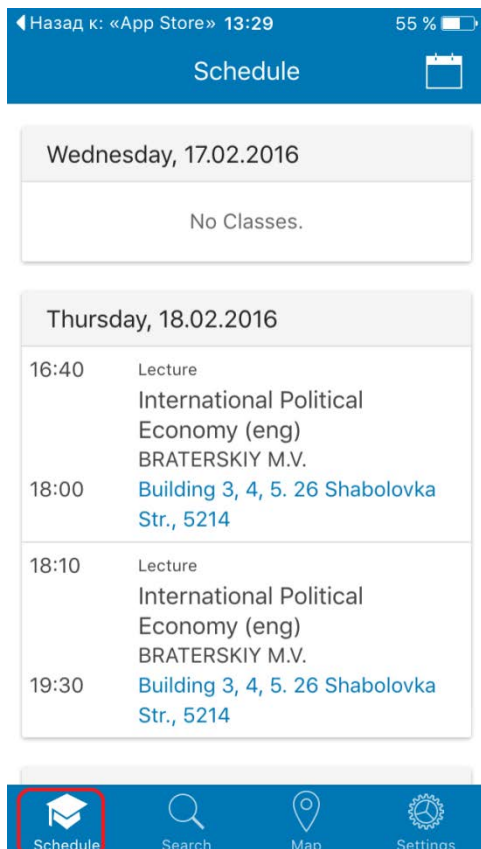 Назад к: «App Store» 13:29 55 %
Schedule
Wednesday, 17.02.2016
No Classes.
Thursday, 18.02.2016
16:40 Lecture
International Political
Economy (eng)
BRATERSKIY M.V.
18:00 Building 3, 4, 5. 26 Shabolovka
Str., 5214
18:10 Lecture
International Political
Economy (eng)
BRATERSKIY M.V.
19:30 Building 3, 4, 5. 26 Shabolovka
Str., 5214
Schedule Search Map Settings